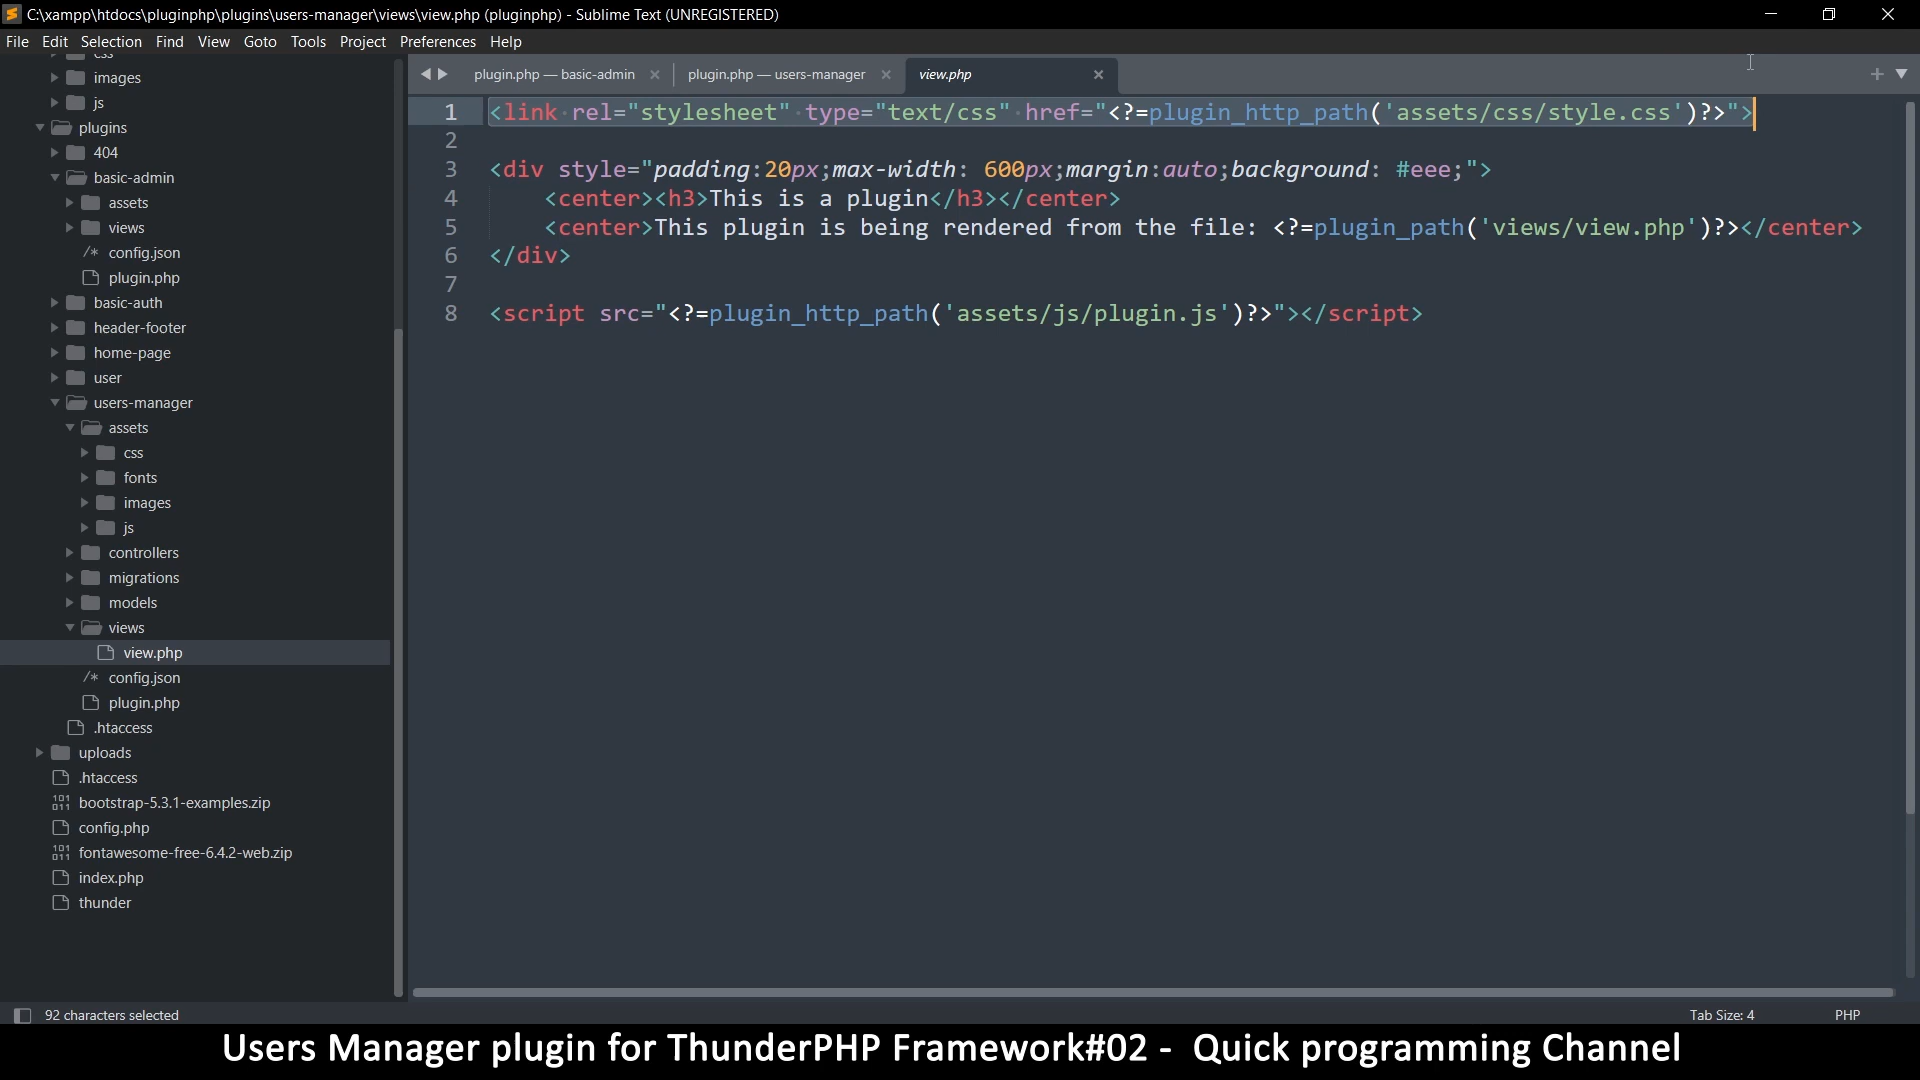 C:\xampp\htdocs\pluginphp\plugins\users-manager\views\view.php (pluginphp) - Sublime Text (UNREGISTERED)
File Edit Selection Find View Goto Tools Project Preferences Help
css
images
js
plugins
404
basic-admin
assets
views
/* config.json
plugin.php
basic-auth
header-footer
home-page
user
users-manager
assets
css
fonts
images
js
controllers
migrations
models
views
view.php
/* config.json
plugin.php
.htaccess
uploads
.htaccess
bootstrap-5.3.1-examples.zip
config.php
fontawesome-free-6.4.2-web.zip
index.php
thunder
plugin.php — basic-admin × plugin.php — users-manager × view.php ×
1 <link rel="stylesheet" type="text/css" href="<?=plugin_http_path('assets/css/style.css')?>">
2
3 <div style="padding:20px;max-width: 600px;margin:auto;background: #eee;">
4 <center><h3>This is a plugin</h3></center>
5 <center>This plugin is being rendered from the file: <?=plugin_path('views/view.php')?></center>
6 </div>
7
8 <script src="<?=plugin_http_path('assets/js/plugin.js')?>"></script>
92 characters selected Tab Size: 4 PHP
Users Manager plugin for ThunderPHP Framework#02 - Quick programming Channel